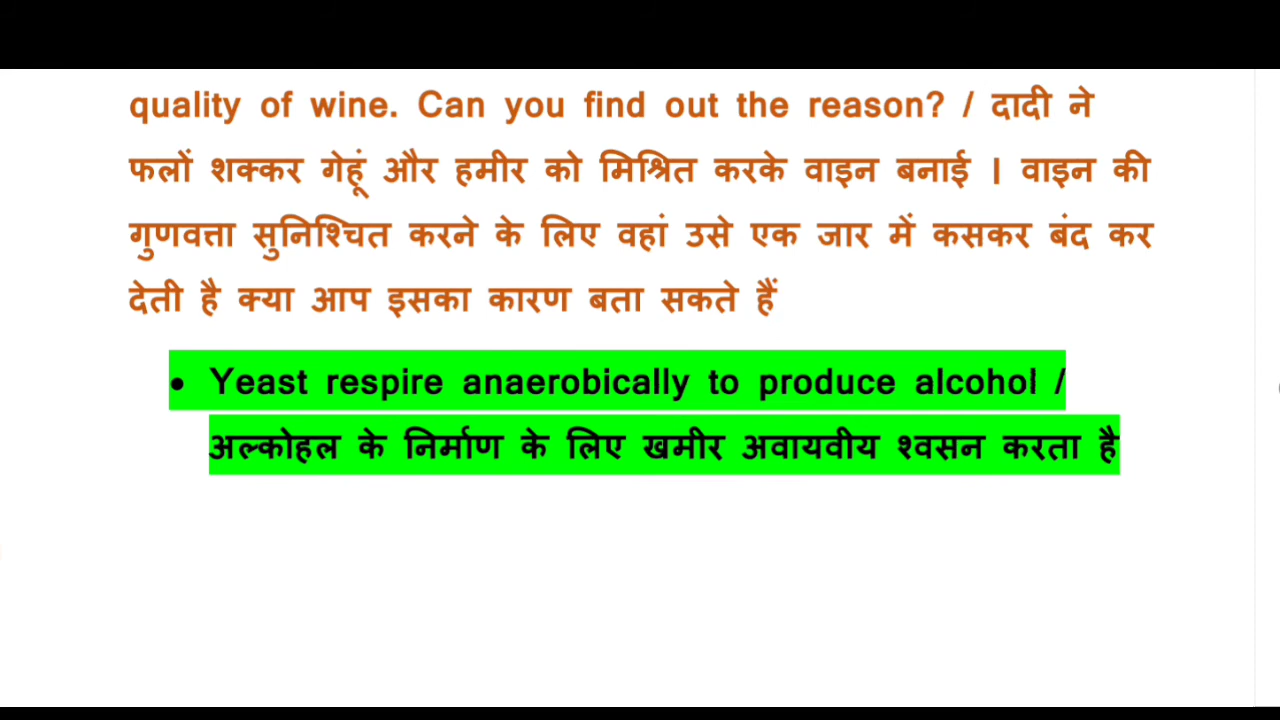 quality of wine. Can you find out the reason? / दादी ने
फलों शक्कर गेहूं और हमीर को मिश्रित करके वाइन बनाई । वाइन की
गुणवत्ता सुनिश्चित करने के लिए वहां उसे एक जार में कसकर बंद कर
देती है क्या आप इसका कारण बता सकते हैं
• Yeast respire anaerobically to produce alcohol /
अल्कोहल के निर्माण के लिए खमीर अवायवीय श्वसन करता है